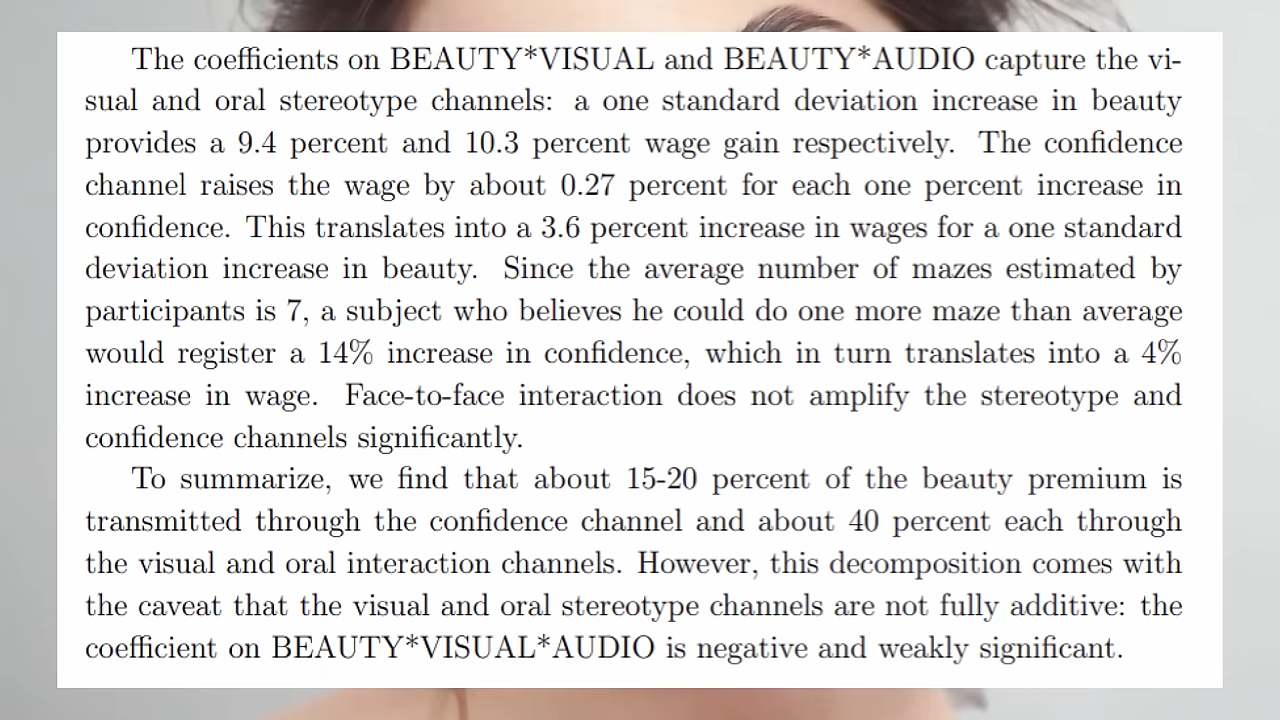 The coefficients on BEAUTY*VISUAL and BEAUTY*AUDIO capture the vi-
sual and oral stereotype channels: a one standard deviation increase in beauty
provides a 9.4 percent and 10.3 percent wage gain respectively. The confidence
channel raises the wage by about 0.27 percent for each one percent increase in
confidence. This translates into a 3.6 percent increase in wages for a one standard
deviation increase in beauty. Since the average number of mazes estimated by
participants is 7, a subject who believes he could do one more maze than average
would register a 14% increase in confidence, which in turn translates into a 4%
increase in wage. Face-to-face interaction does not amplify the stereotype and
confidence channels significantly.
To summarize, we find that about 15-20 percent of the beauty premium is
transmitted through the confidence channel and about 40 percent each through
the visual and oral interaction channels. However, this decomposition comes with
the caveat that the visual and oral stereotype channels are not fully additive: the
coefficient on BEAUTY*VISUAL*AUDIO is negative and weakly significant.